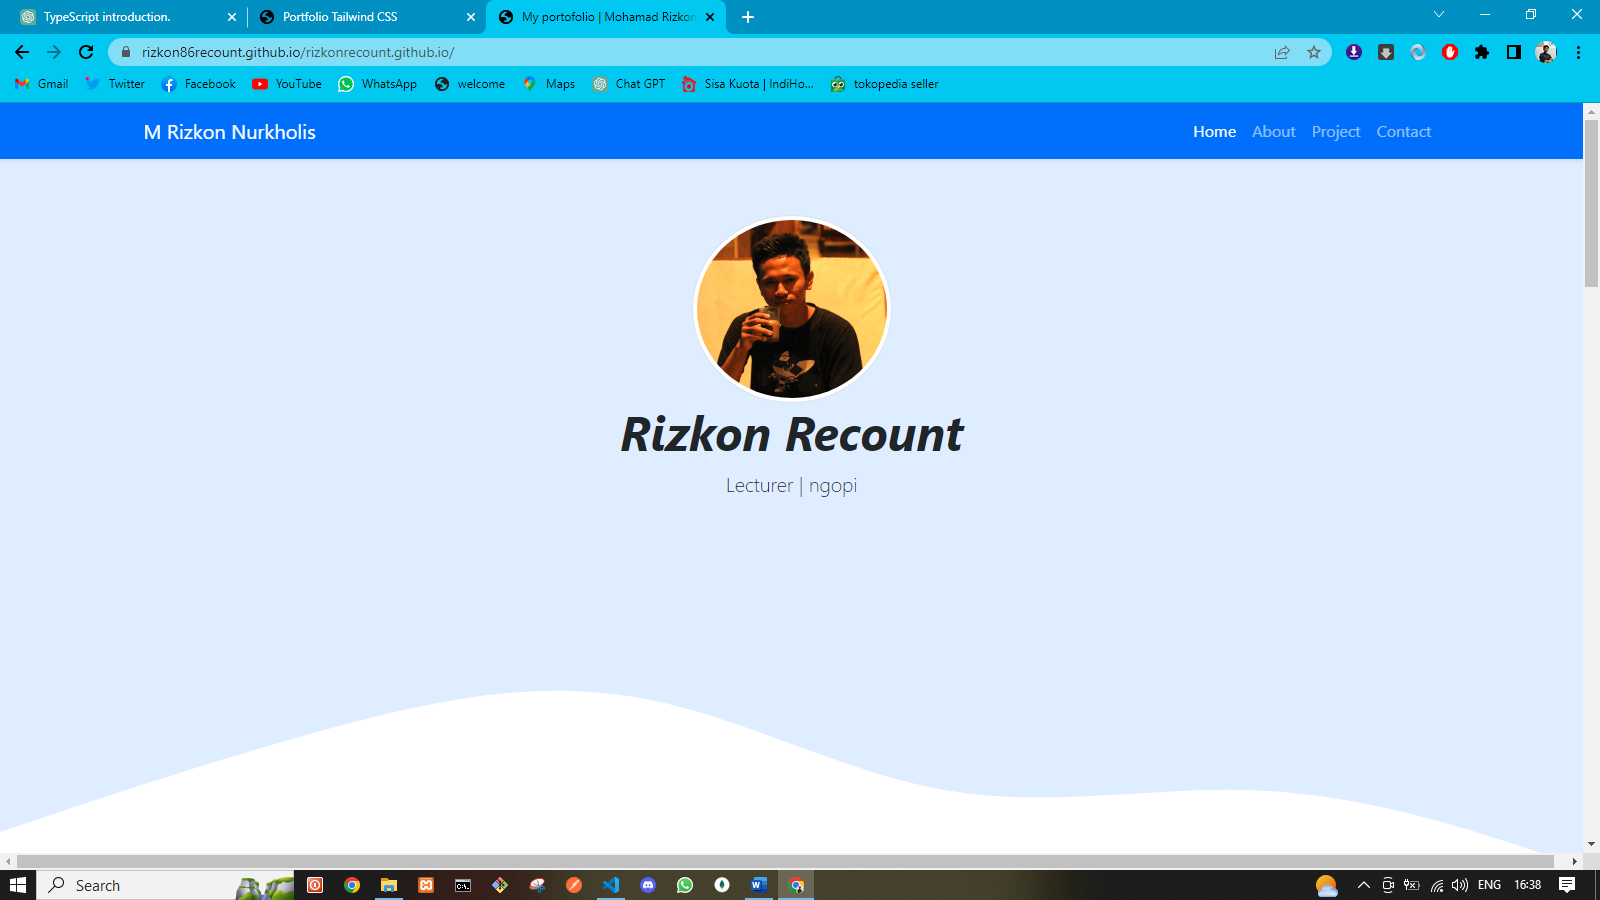 TypeScript introduction.
Portfolio Tailwind CSS
My portofolio | Mohamad Rizkon
rizkon86recount.github.io/rizkonrecount.github.io/
Gmail
Twitter
Facebook
YouTube
WhatsApp
welcome
Maps
Chat GPT
Sisa Kuota | IndiHo...
tokopedia seller
M Rizkon Nurkholis
Home
About
Project
Contact
Rizkon Recount
Lecturer | ngopi
Search
ENG
16:38